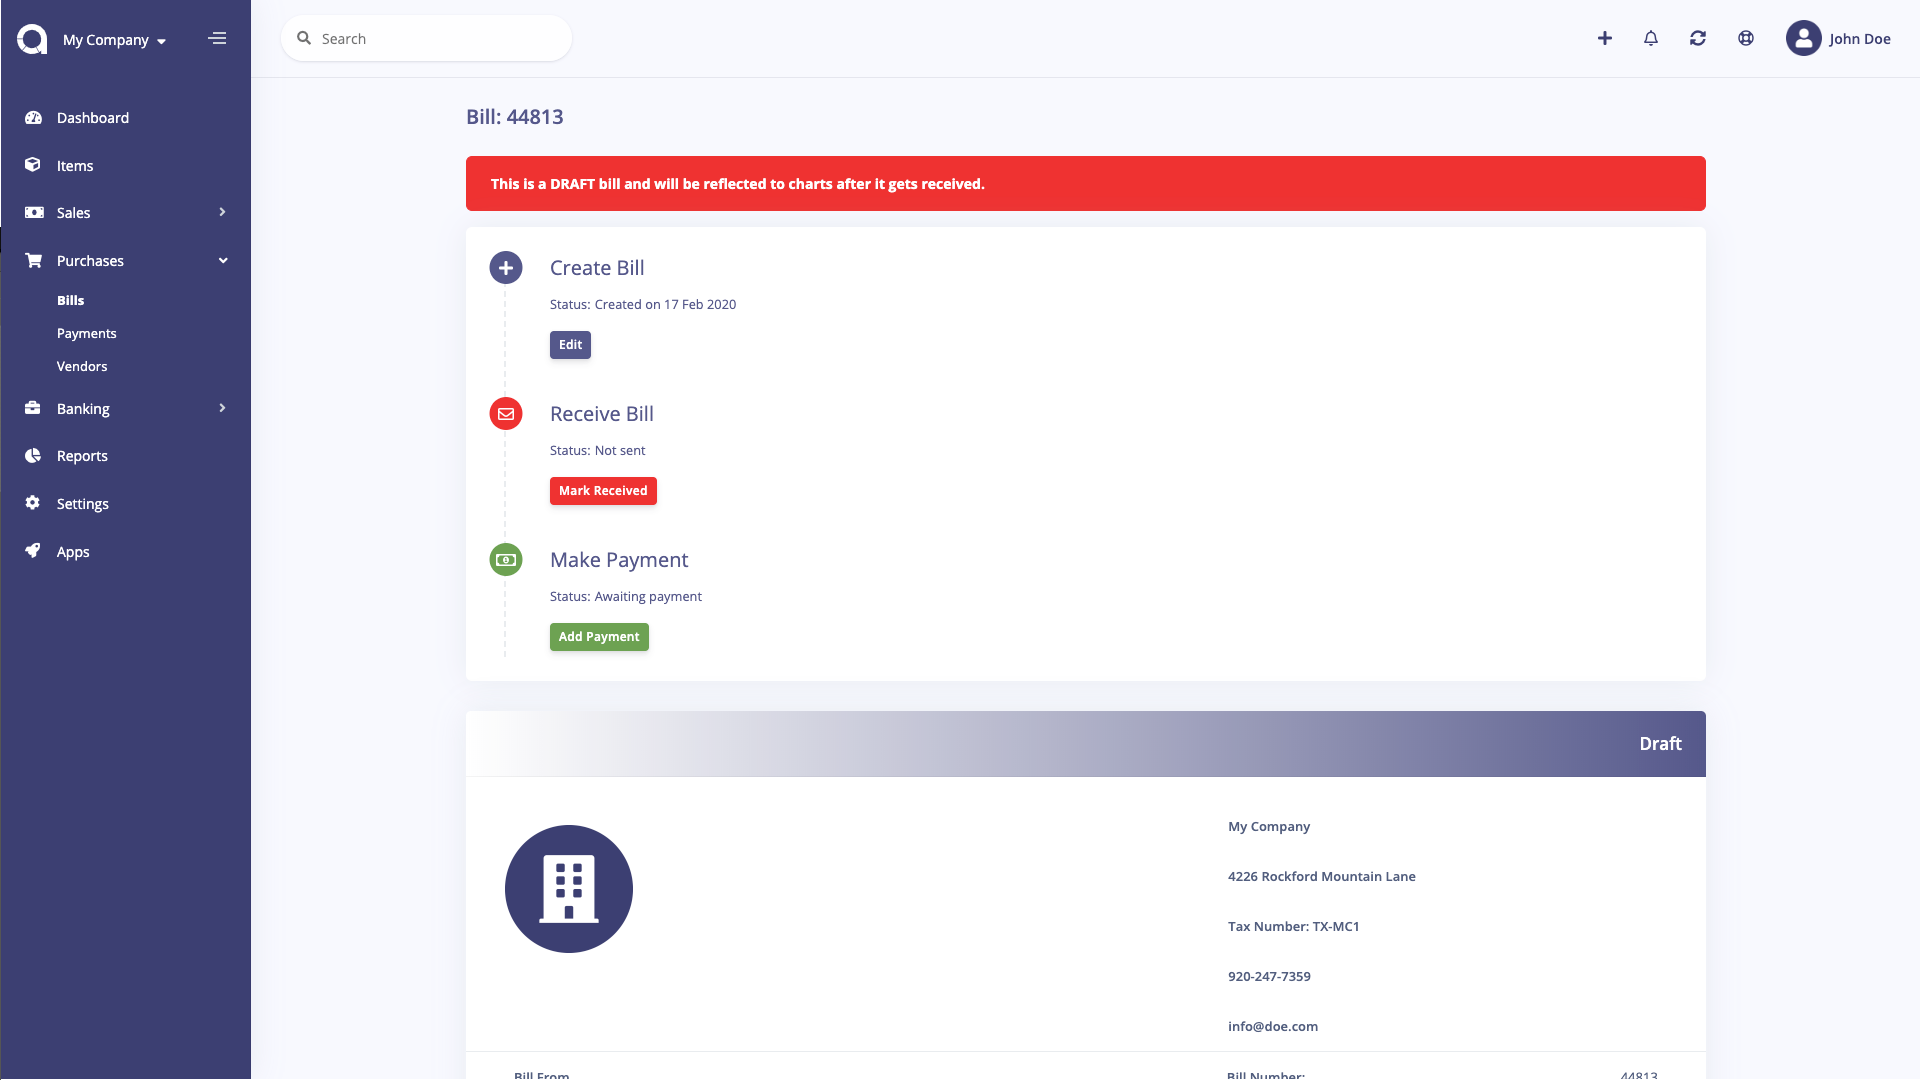 My Company
Search
John Doe
Dashboard
Items
Sales
Purchases
Bills
Payments
Vendors
Banking
Reports
Settings
Apps
Bill: 44813
This is a DRAFT bill and will be reflected to charts after it gets received.
Create Bill
Status: Created on 17 Feb 2020
Edit
Receive Bill
Status: Not sent
Mark Received
Make Payment
Status: Awaiting payment
Add Payment
Draft
My Company
4226 Rockford Mountain Lane
Tax Number: TX-MC1
920-247-7359
info@doe.com
Bill From
Bill Number: 44813